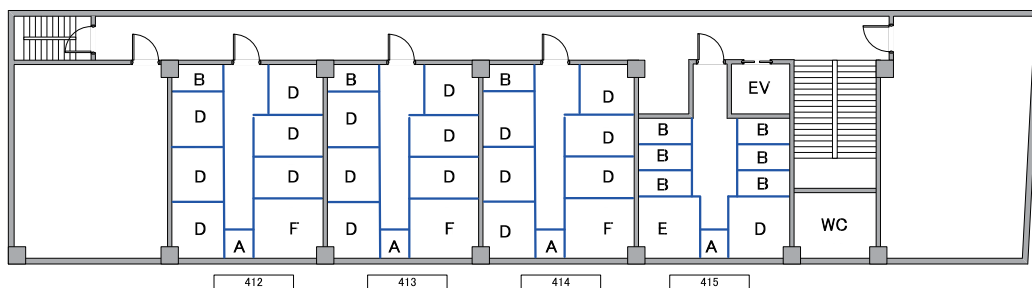 B D B D B D EV
D D D D D D B B
D D D D D D B B
B B
D A F D A F D A F E A D WC
412 413 414 415